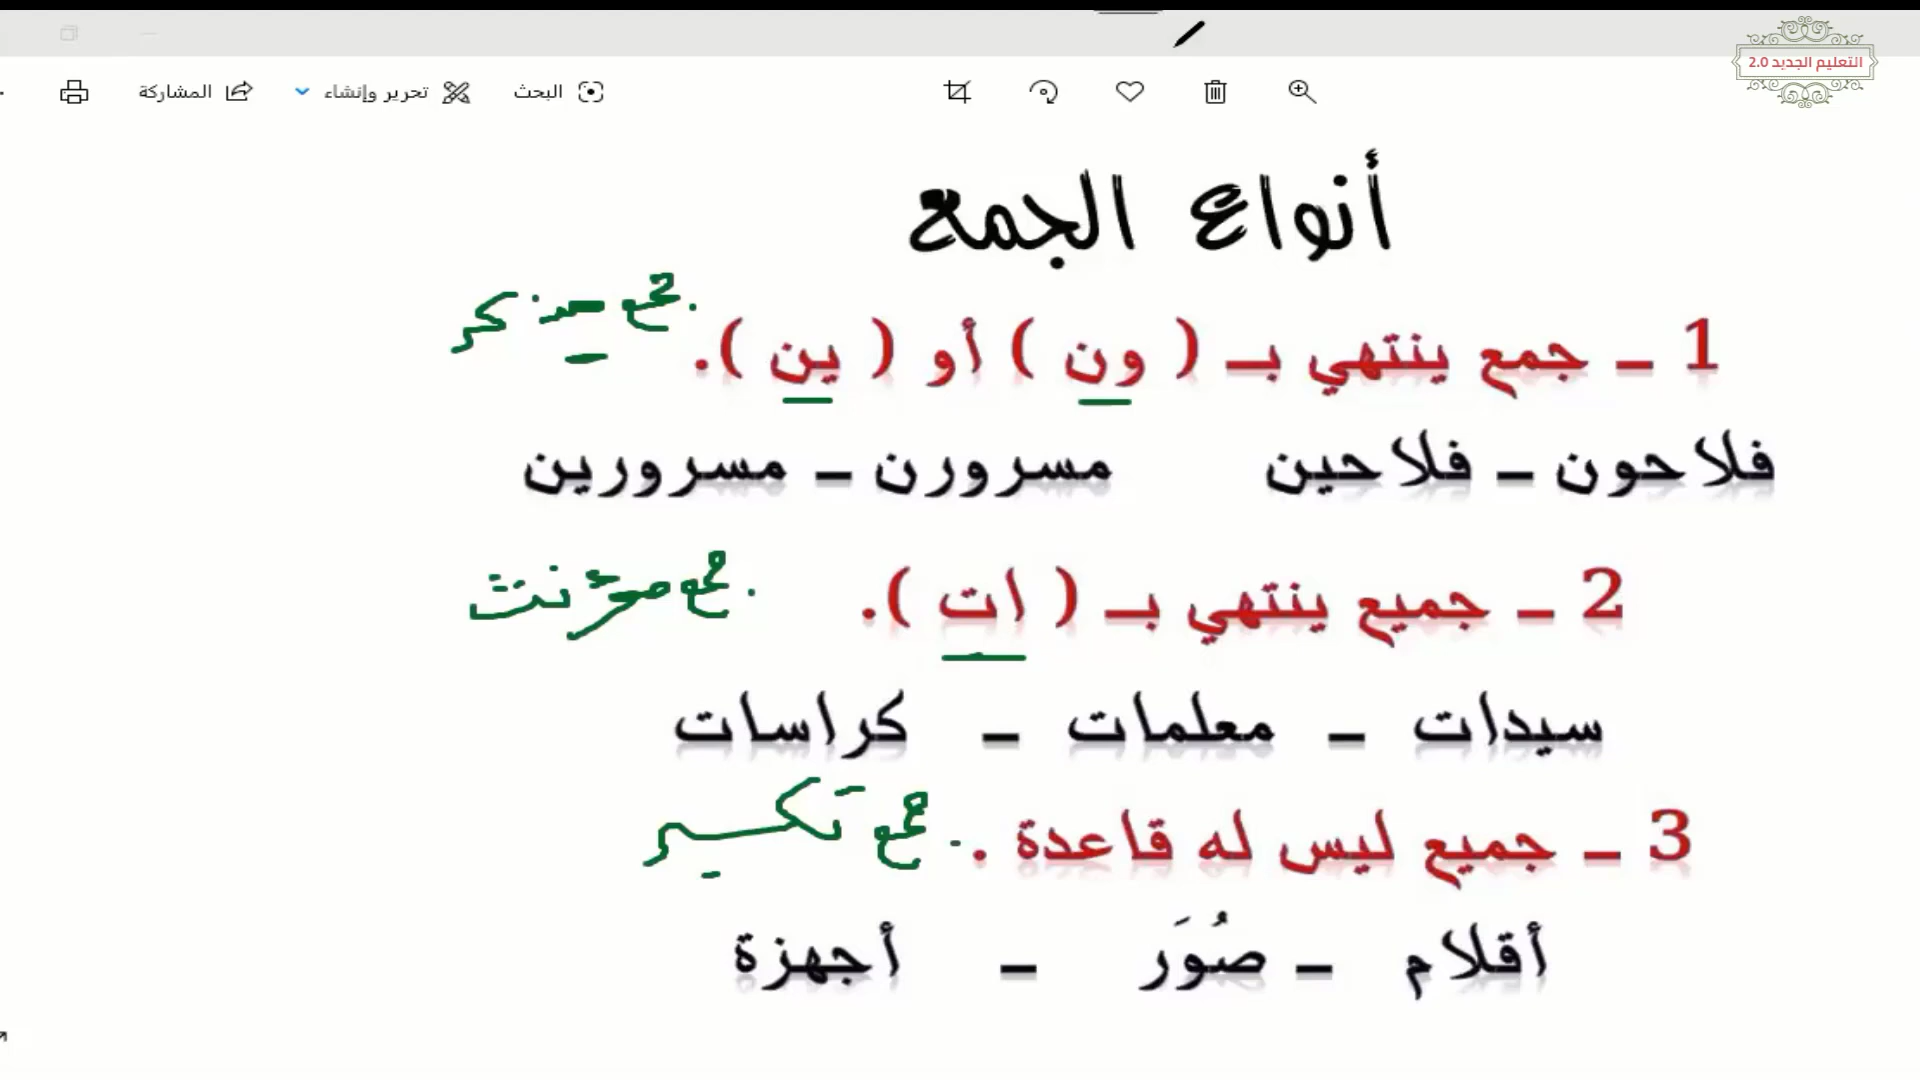 التعليم الجديد 2.0
البحث تحرير وإنشاء المشاركة
أنواع الجمع
1 ـ جمع ينتهي بـ ( ون ) أو ( ين ). جمع مذكر
فلاحون ـ فلاحين مسرورن ـ مسرورين
2 ـ جميع ينتهي بـ ( ات ). جمع مؤنث
سيدات ـ معلمات ـ كراسات
3 ـ جميع ليس له قاعدة . جمع تكسير
أقلام ـ صُوَر ـ أجهزة